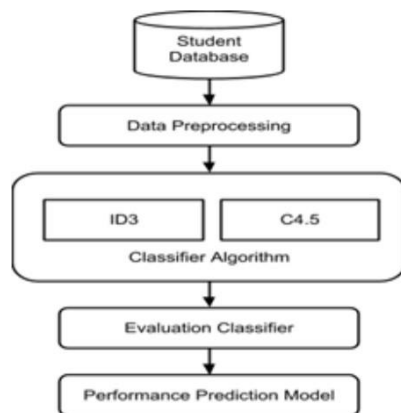 Student
Database
Data Preprocessing
ID3
C4.5
Classifier Algorithm
Evaluation Classifier
Performance Prediction Model